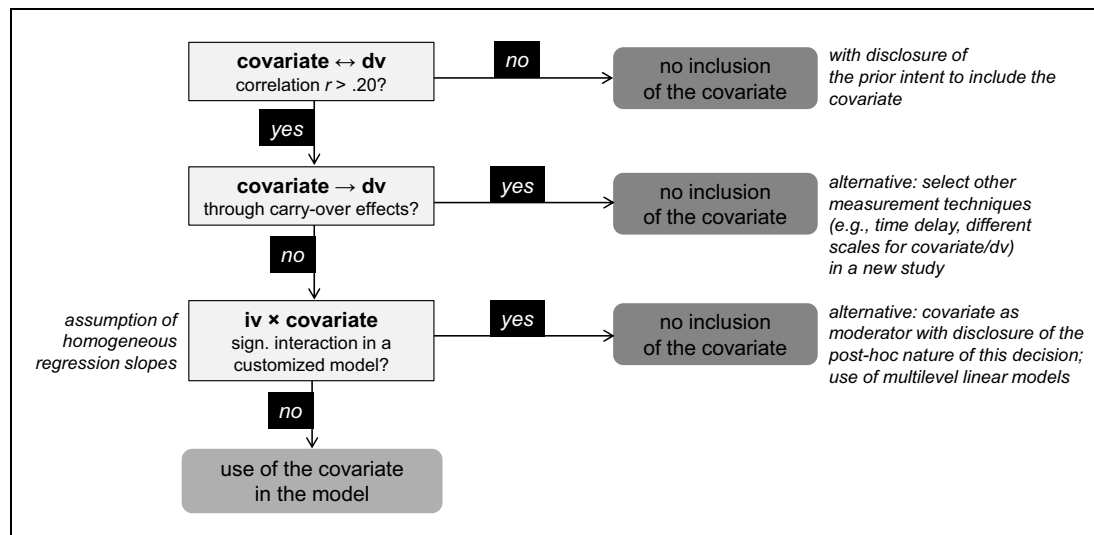 covariate ↔ dv
correlation r > .20?
no
no inclusion
of the covariate
with disclosure of
the prior intent to include the
covariate
yes
covariate → dv
through carry-over effects?
yes
no inclusion
of the covariate
alternative: select other
measurement techniques
(e.g., time delay, different
scales for covariate/dv)
in a new study
no
assumption of
homogeneous
regression slopes
iv × covariate
sign. interaction in a
customized model?
yes
no inclusion
of the covariate
alternative: covariate as
moderator with disclosure of the
post-hoc nature of this decision;
use of multilevel linear models
no
use of the covariate
in the model